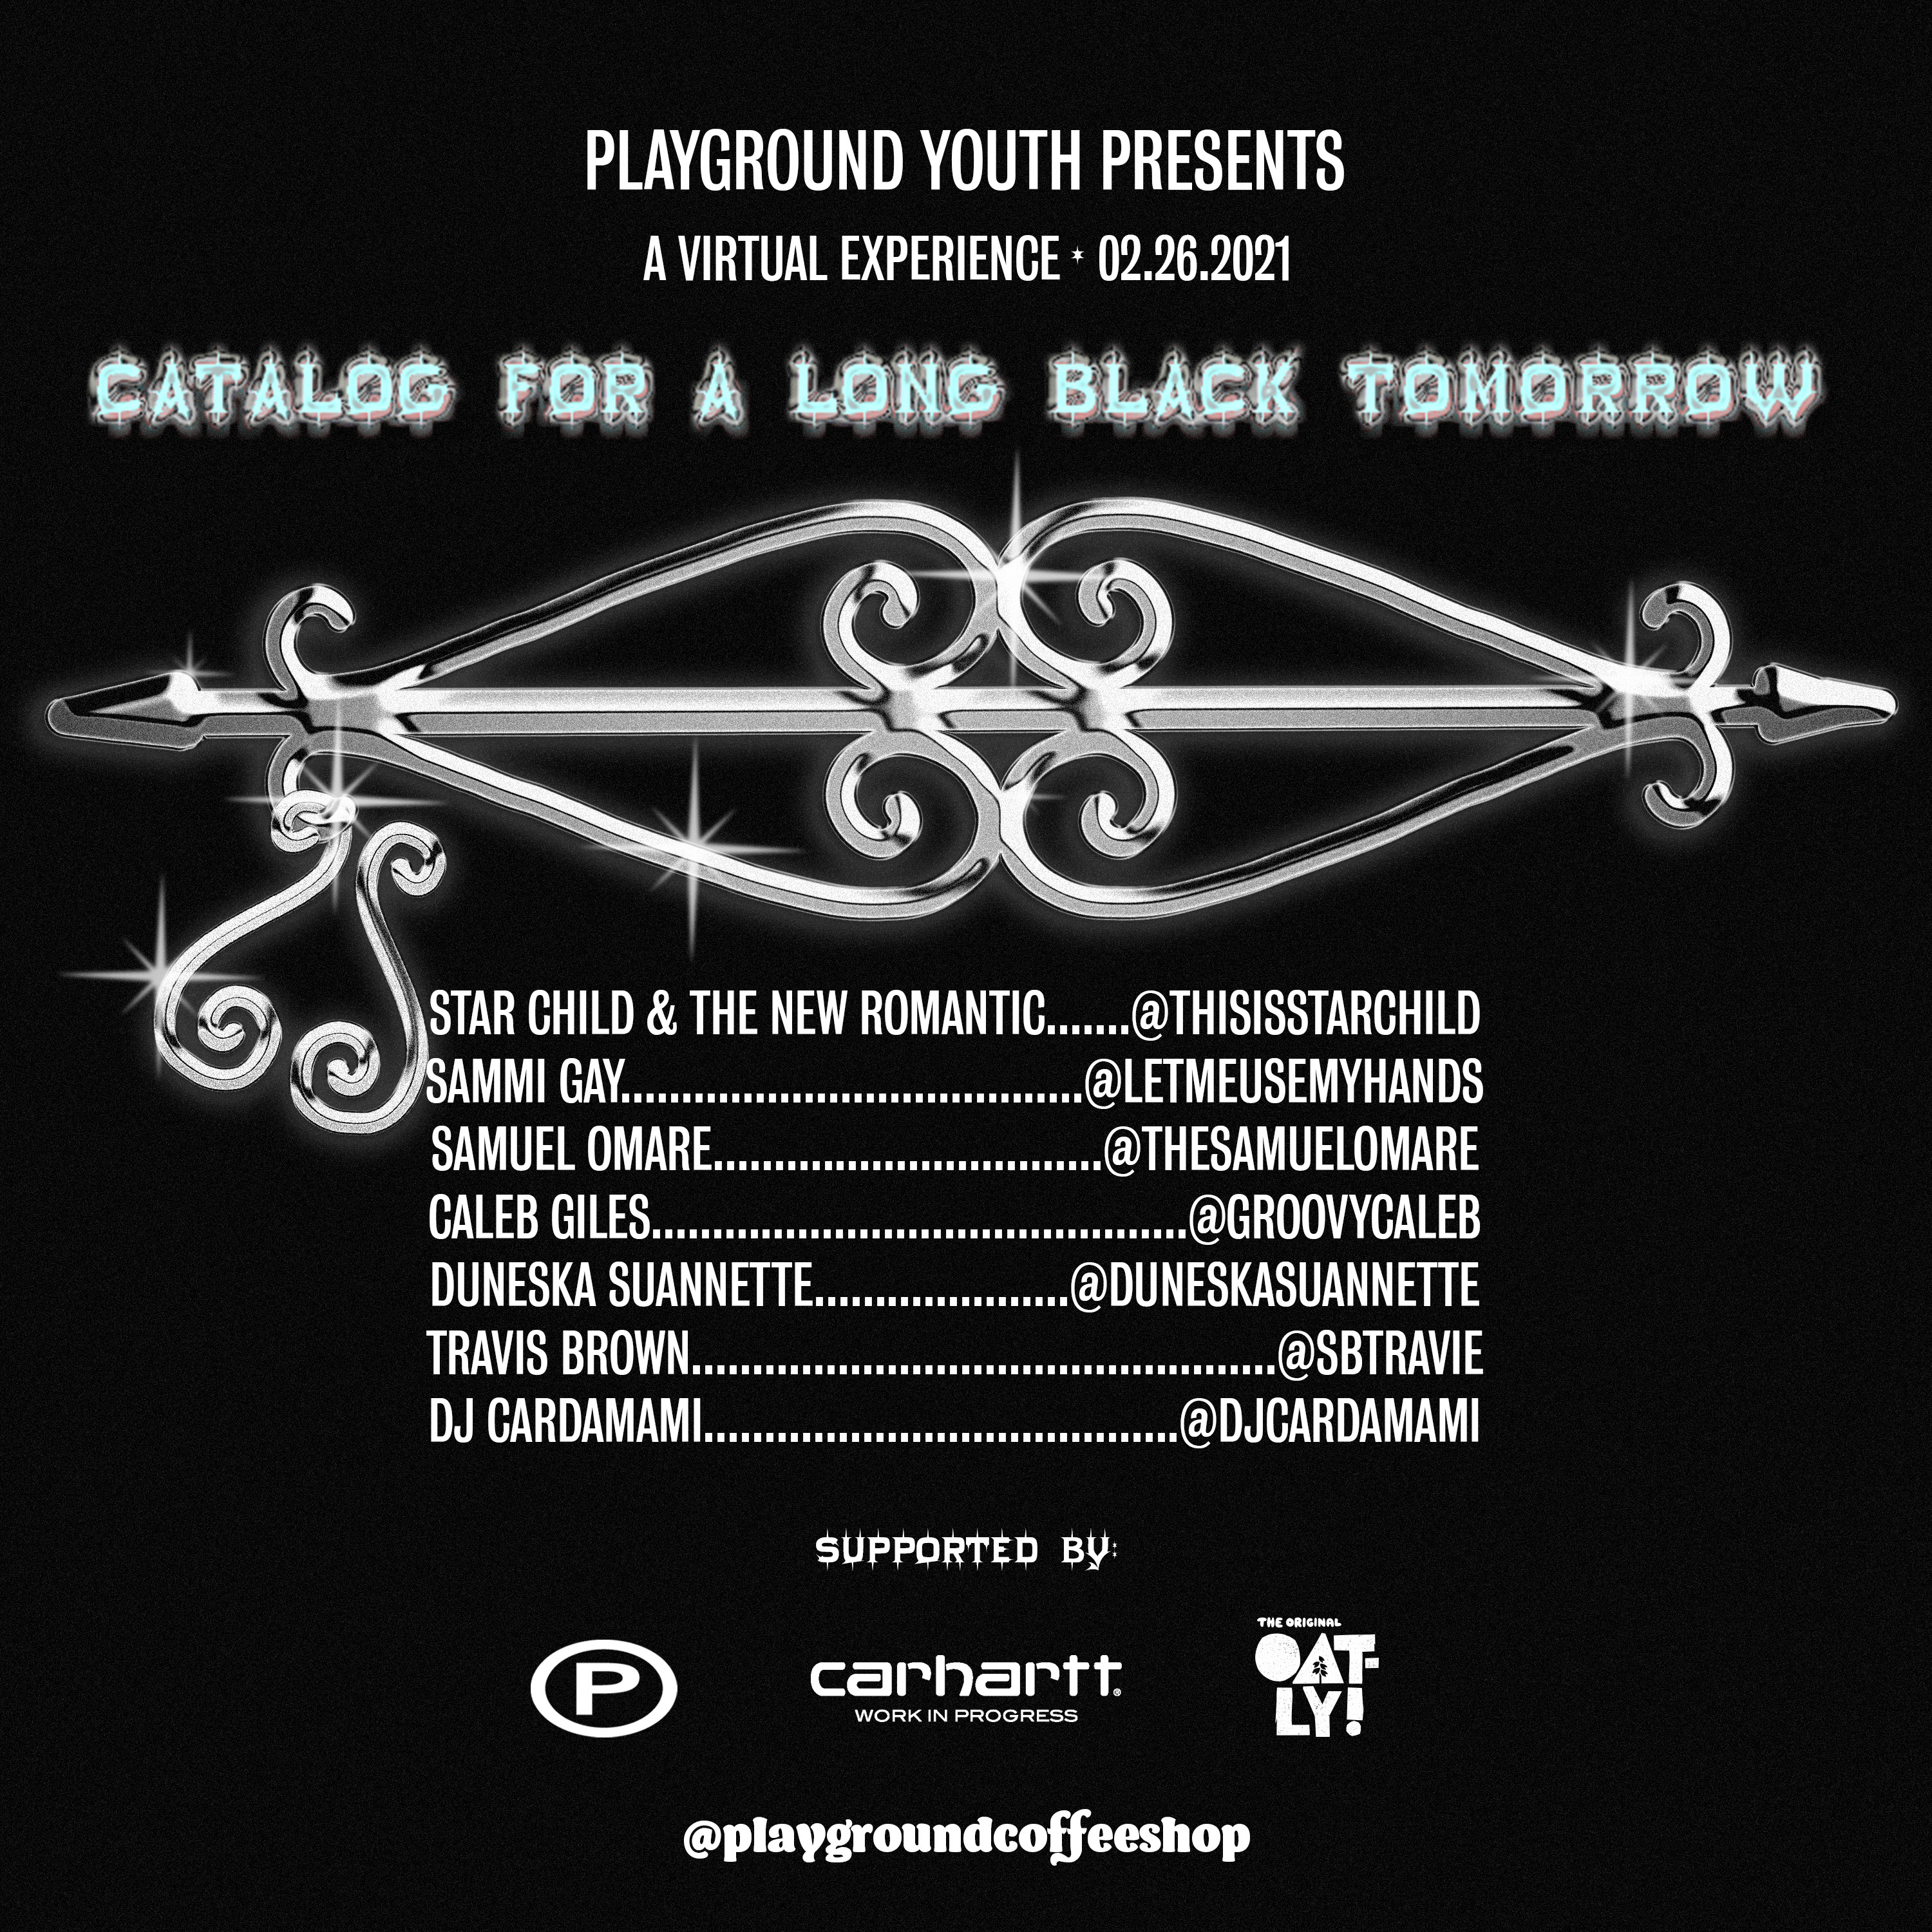 PLAYGROUND YOUTH PRESENTS
A VIRTUAL EXPERIENCE ✶ 02.26.2021
CATALOG FOR A LONG BLACK TOMORROW
STAR CHILD & THE NEW ROMANTIC.......@THISISSTARCHILD
SAMMI GAY......................................@LETMEUSEMYHANDS
SAMUEL OMARE................................@THESAMUELOMARE
CALEB GILES............................................@GROOVYCALEB
DUNESKA SUANNETTE.....................@DUNESKASUANNETTE
TRAVIS BROWN................................................@SBTRAVIE
DJ CARDAMAMI.......................................@DJCARDAMAMI
SUPPORTED BY:
P
carhartt®
WORK IN PROGRESS
THE ORIGINAL
OAT-
LY!
@playgroundcoffeeshop